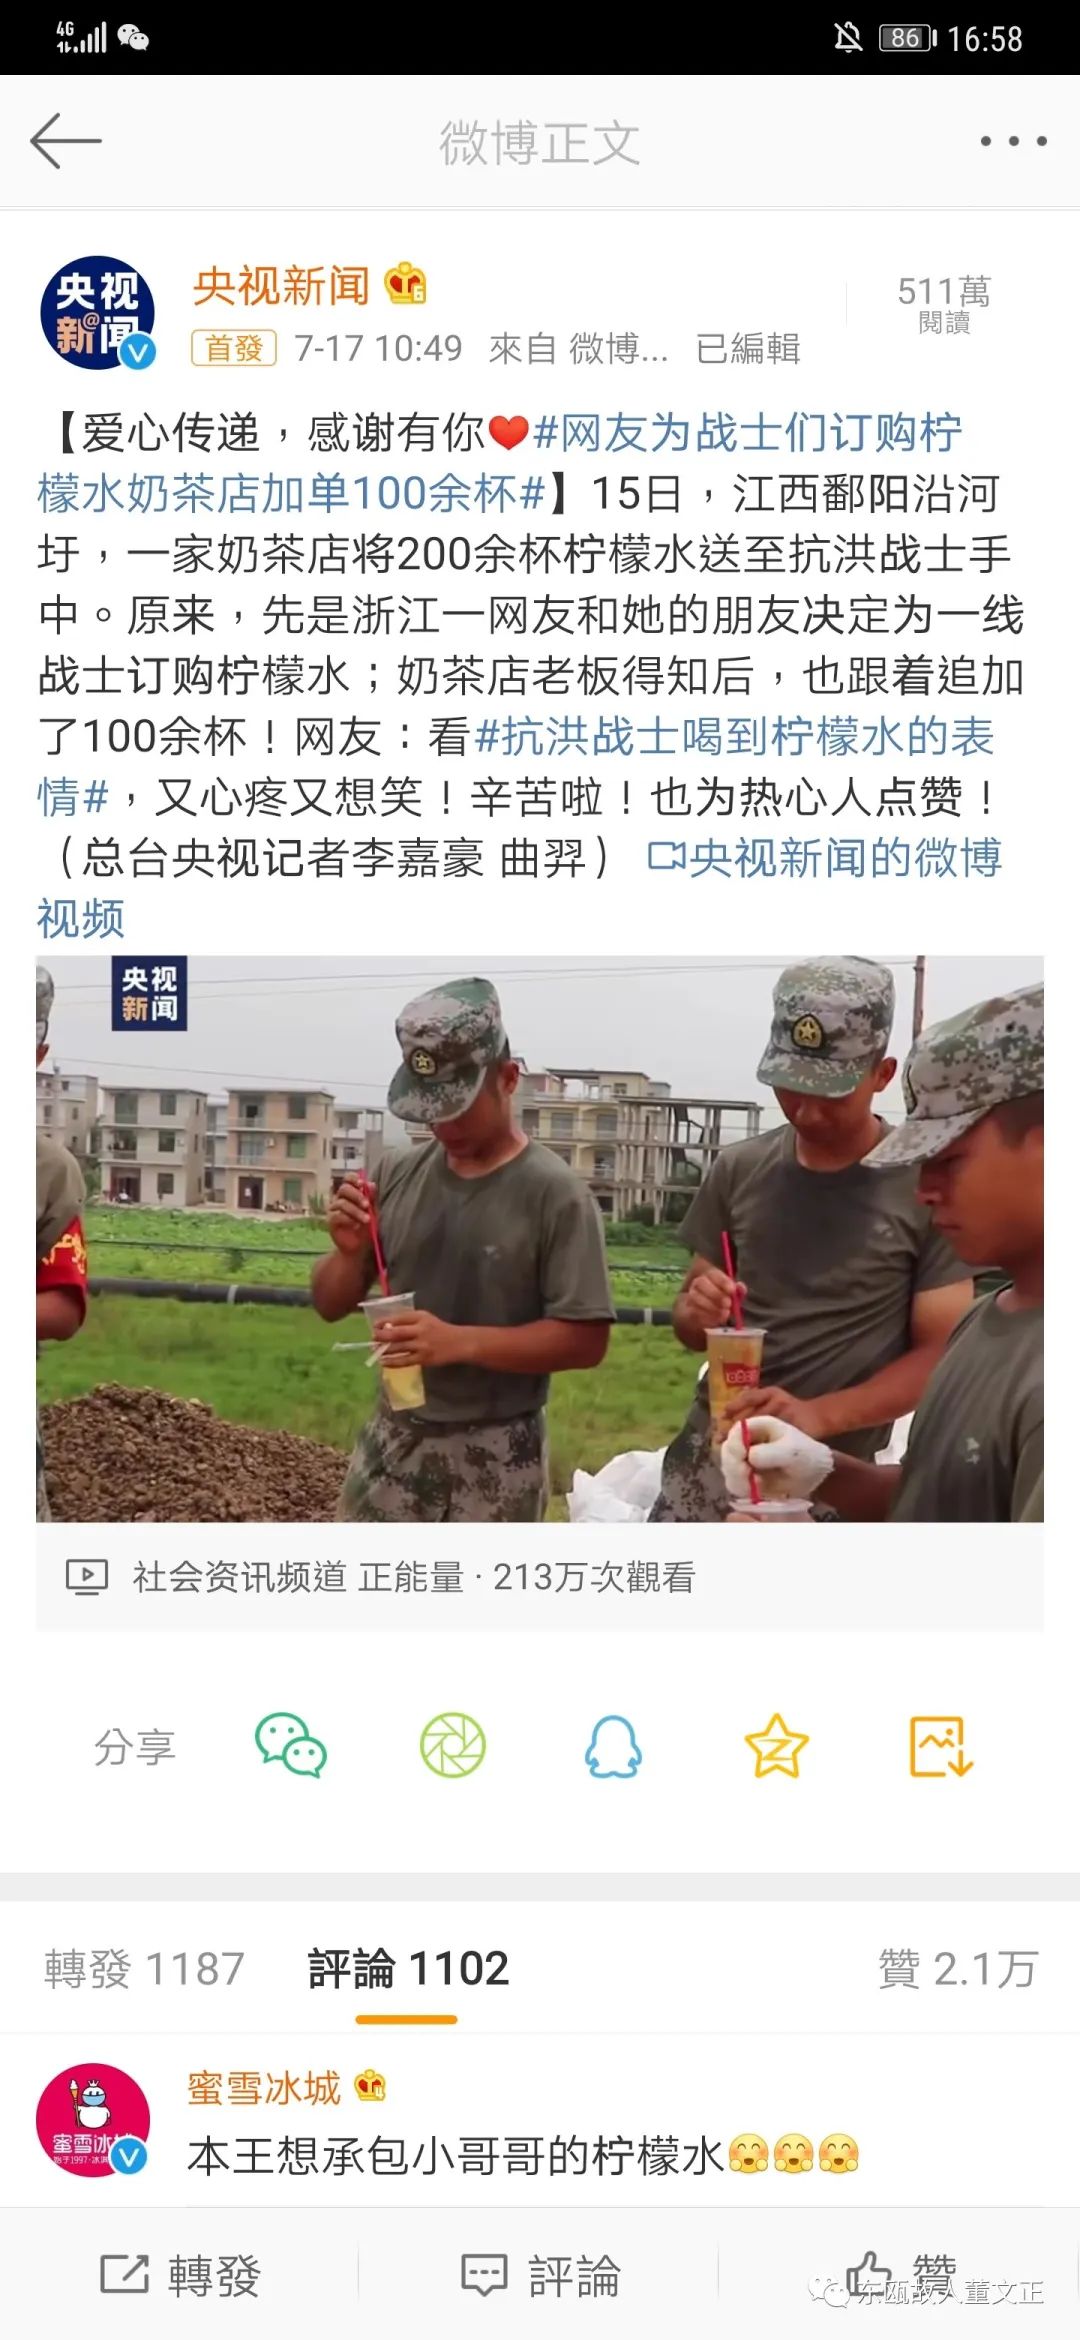 4G
86
16:58
微博正文
央视
新@闻
央视新闻
511萬
閱讀
首發 7-17 10:49 來自 微博... 已編輯
【爱心传递，感谢有你❤#网友为战士们订购柠
檬水奶茶店加单100余杯#】15日，江西鄱阳沿河
圩，一家奶茶店将200余杯柠檬水送至抗洪战士手
中。原来，先是浙江一网友和她的朋友决定为一线
战士订购柠檬水；奶茶店老板得知后，也跟着追加
了100余杯！网友：看#抗洪战士喝到柠檬水的表
情#，又心疼又想笑！辛苦啦！也为热心人点赞！
（总台央视记者李嘉豪 曲羿） 央视新闻的微博
视频
央视
新闻
社会资讯频道 正能量 · 213万次觀看
分享
轉發 1187
評論 1102
贊 2.1万
蜜雪冰城
蜜雪冰城
始于1997·冰淇
本王想承包小哥哥的柠檬水🤗🤗🤗
轉發
評論
贊
东瓯故人董文正